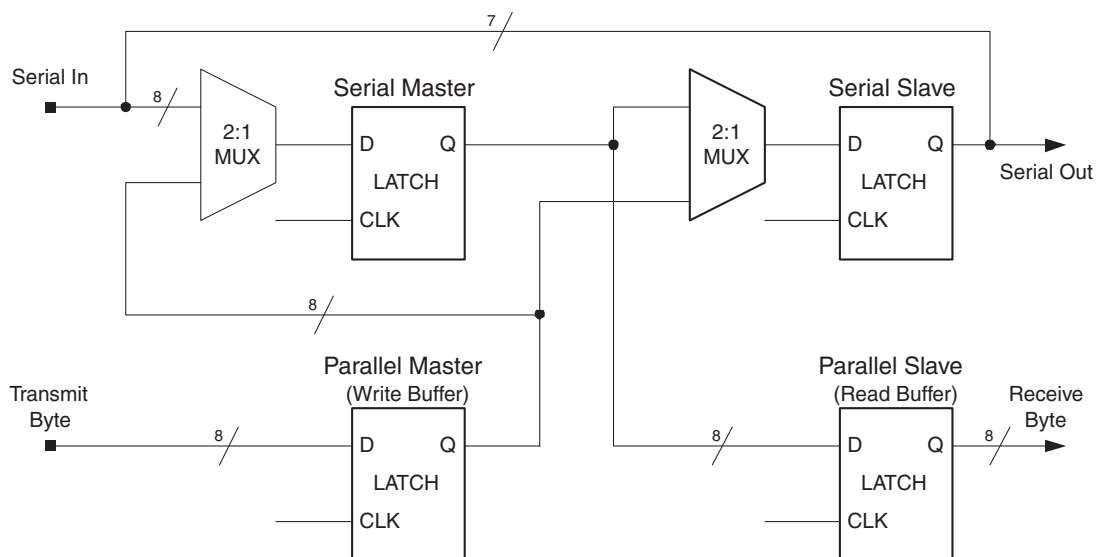 7
Serial In
8
2:1
MUX
Serial Master
D Q
LATCH
CLK
2:1
MUX
Serial Slave
D Q
LATCH
CLK
Serial Out
8
Transmit
Byte
8
Parallel Master
(Write Buffer)
D Q
LATCH
CLK
8
Parallel Slave
(Read Buffer)
D Q
LATCH
CLK
8
Receive
Byte